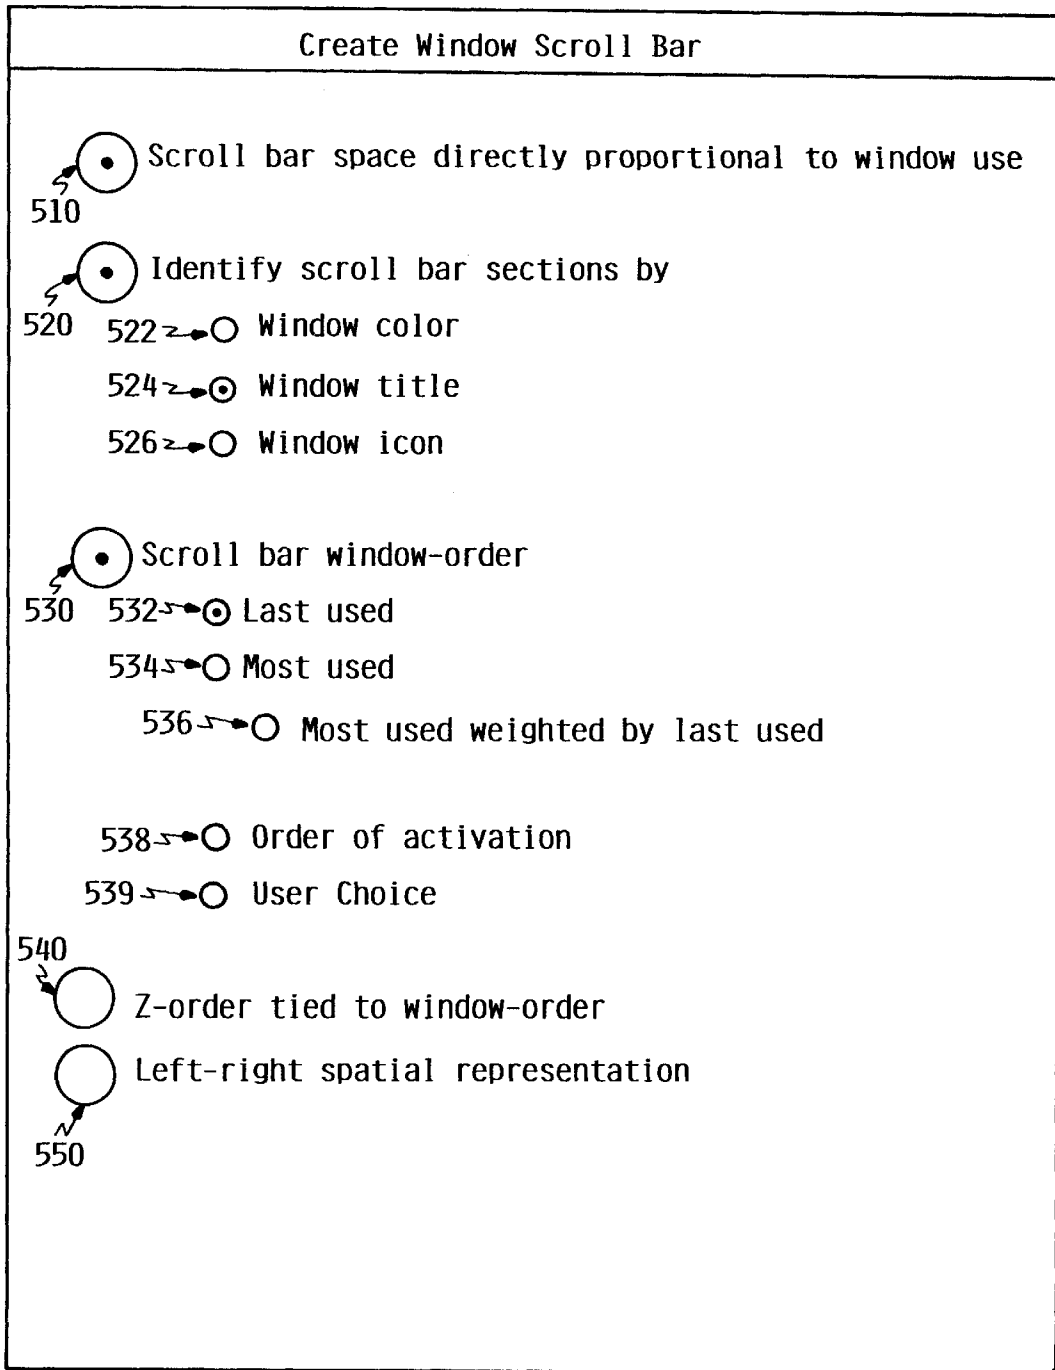 Create Window Scroll Bar
Scroll bar space directly proportional to window use
510
Identify scroll bar sections by
520
522 Window color
524 Window title
526 Window icon
Scroll bar window-order
530
532 Last used
534 Most used
536 Most used weighted by last used
538 Order of activation
539 User Choice
540
Z-order tied to window-order
Left-right spatial representation
550